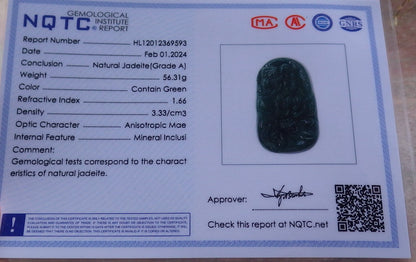 NQTC GEMOLOGICAL INSTITUTE ® REPORT
MA
GNRS
Report Number HL12012369593
Date Feb 01,2024
Conclusion Natural Jadeite(Grade A)
Weight 56.31g
Color Contain Green
Refractive Index 1.66
Density 3.33/cm3
Optic Character Anisotropic Mae
Internal Feature Mineral Inclusi
Comment:
Gemological tests correspond to the charact
eristics of natural jadeite.
Approver:
Check this report at NQTC.net